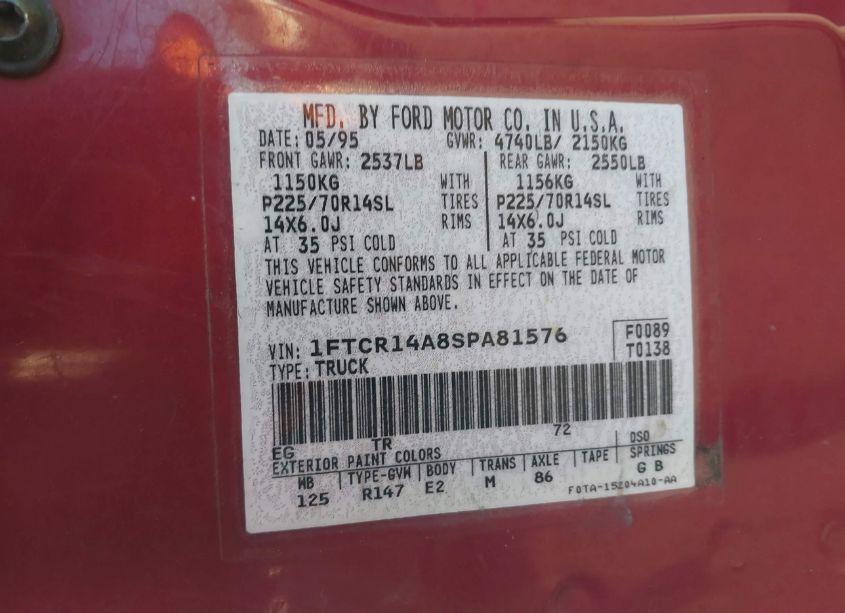 MFD. BY FORD MOTOR CO. IN U.S.A.
DATE: 05/95 GVWR: 4740LB/ 2150KG
FRONT GAWR: 2537LB REAR GAWR: 2550LB
1150KG WITH 1156KG WITH
P225/70R14SL TIRES P225/70R14SL TIRES
14X6.0J RIMS 14X6.0J RIMS
AT 35 PSI COLD AT 35 PSI COLD
THIS VEHICLE CONFORMS TO ALL APPLICABLE FEDERAL MOTOR
VEHICLE SAFETY STANDARDS IN EFFECT ON THE DATE OF
MANUFACTURE SHOWN ABOVE.
VIN: 1FTCR14A8SPA81576 F0089
TYPE: TRUCK T0138
EG TR 72
EXTERIOR PAINT COLORS DSO
WB TYPE-GVW BODY TRANS AXLE TAPE SPRINGS
125 R147 E2 M 86 G B
F0TA-15204A10-AA